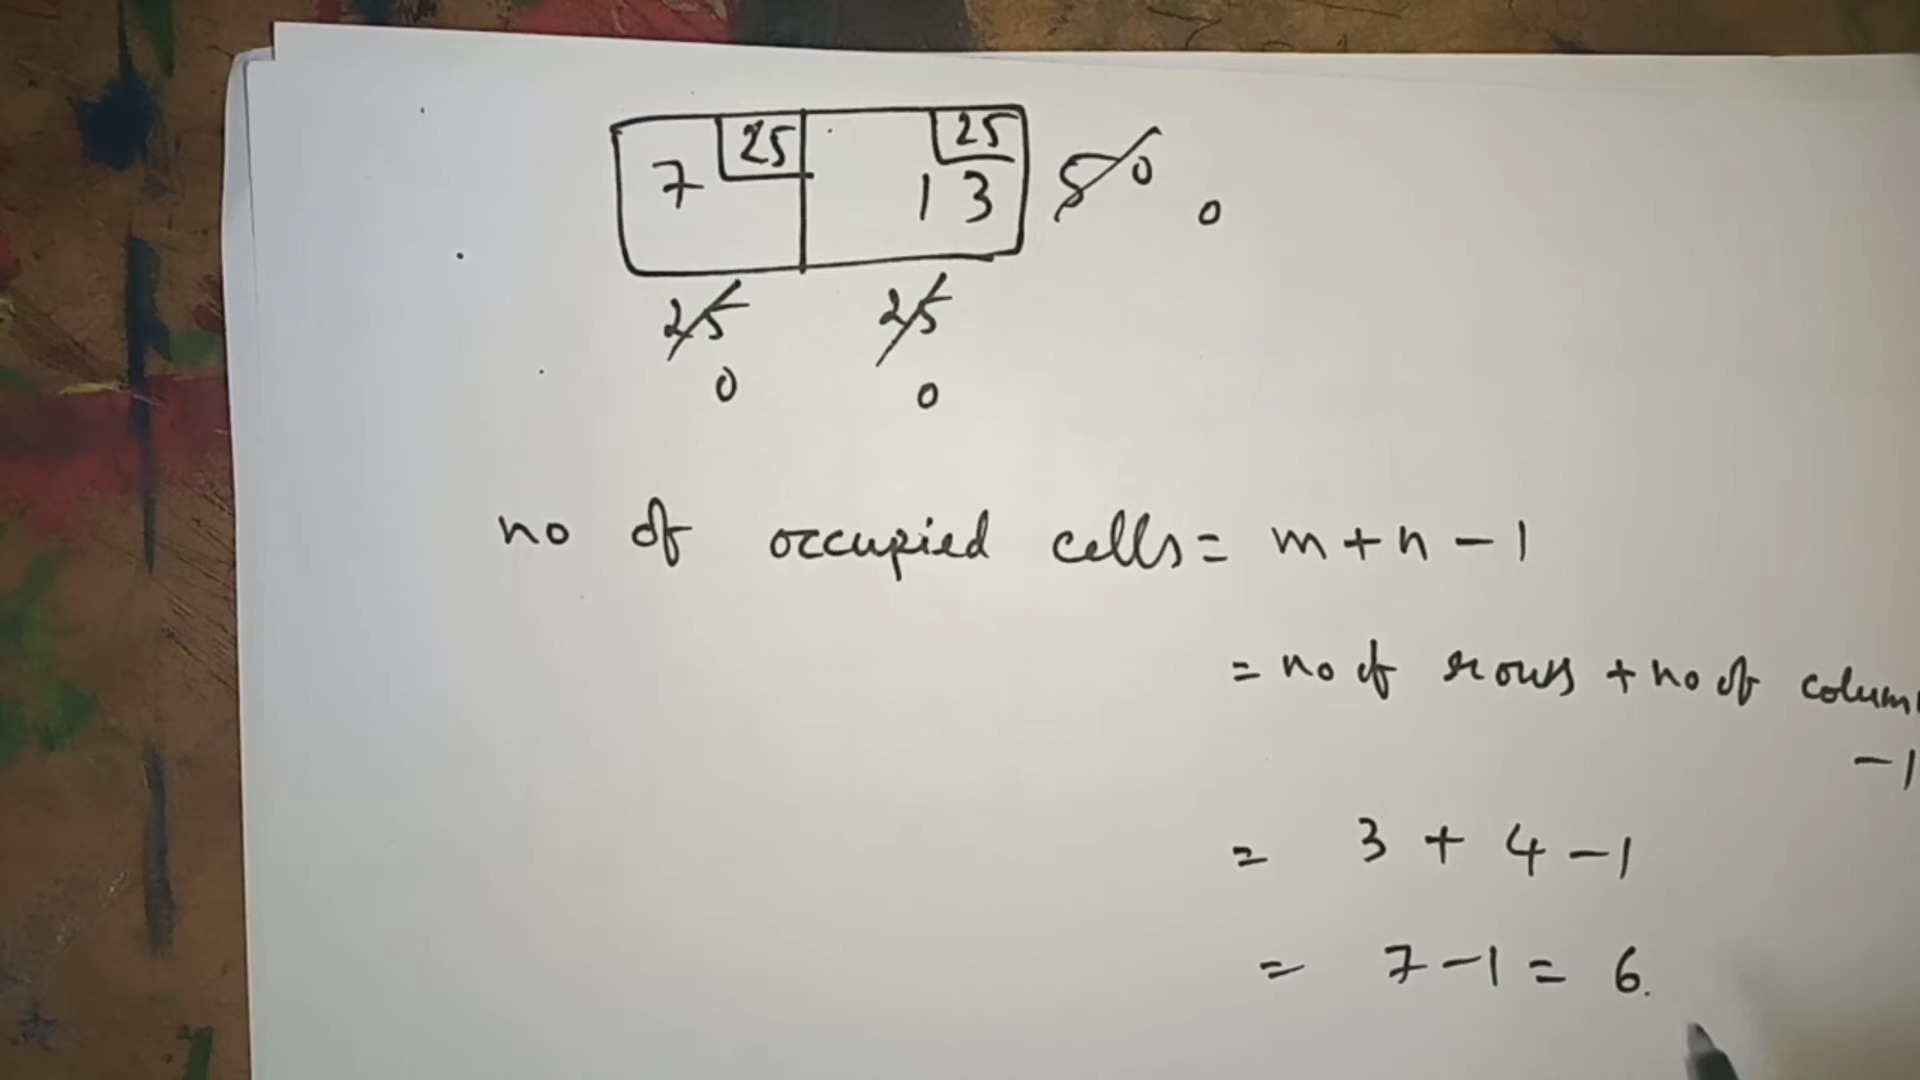 25 25
7 13 50 0
25 25
0 0
no of occupied cells = m + n - 1
= no of rows + no of
- 1
= 3 + 4 - 1
= 7 - 1 = 6.